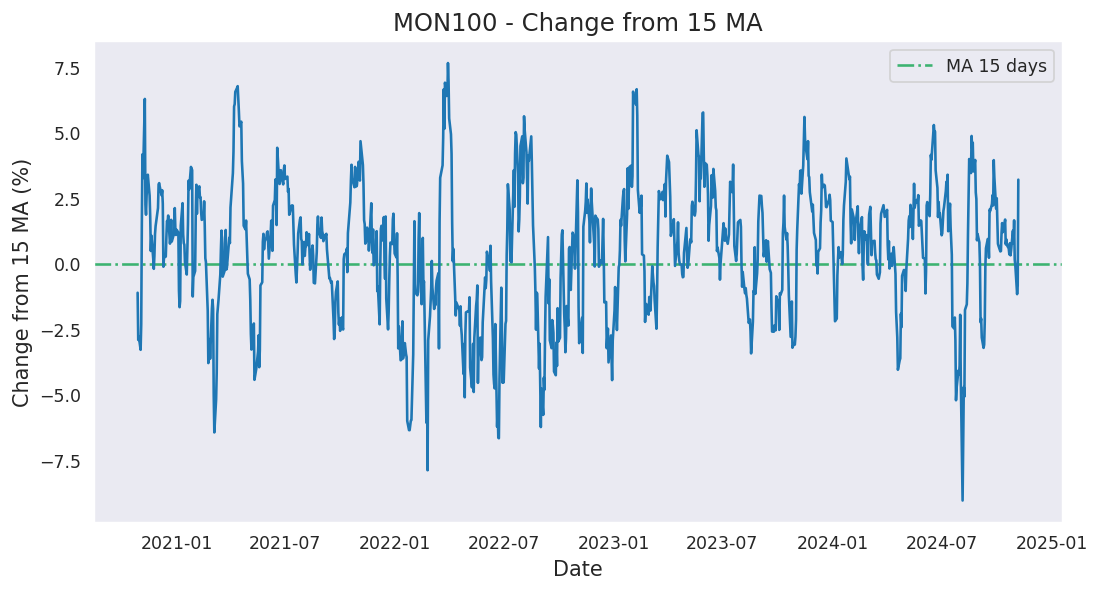 MON100 - Change from 15 MA
MA 15 days
Change from 15 MA (%)
7.5
5.0
2.5
0.0
−2.5
−5.0
−7.5
2021-01 2021-07 2022-01 2022-07 2023-01 2023-07 2024-01 2024-07 2025-01
Date